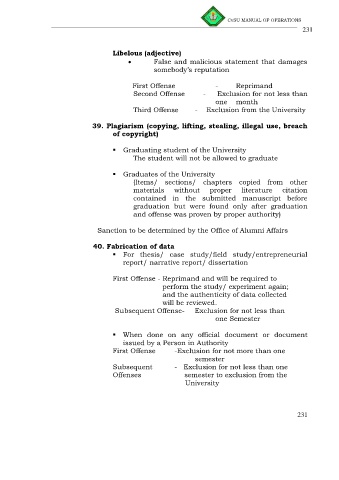 CvSU MANUAL OF OPERATIONS
231
Libelous (adjective)
• False and malicious statement that damages
somebody's reputation
First Offense - Reprimand
Second Offense - Exclusion for not less than
one month
Third Offense - Exclusion from the University
39. Plagiarism (copying, lifting, stealing, illegal use, breach
of copyright)
▪ Graduating student of the University
The student will not be allowed to graduate
▪ Graduates of the University
(Items/ sections/ chapters copied from other
materials without proper literature citation
contained in the submitted manuscript before
graduation but were found only after graduation
and offense was proven by proper authority)
Sanction to be determined by the Office of Alumni Affairs
40. Fabrication of data
▪ For thesis/ case study/field study/entrepreneurial
report/ narrative report/ dissertation
First Offense - Reprimand and will be required to
perform the study/ experiment again;
and the authenticity of data collected
will be reviewed.
Subsequent Offense- Exclusion for not less than
one Semester
▪ When done on any official document or document
issued by a Person in Authority
First Offense -Exclusion for not more than one
semester
Subsequent - Exclusion for not less than one
Offenses semester to exclusion from the
University
231